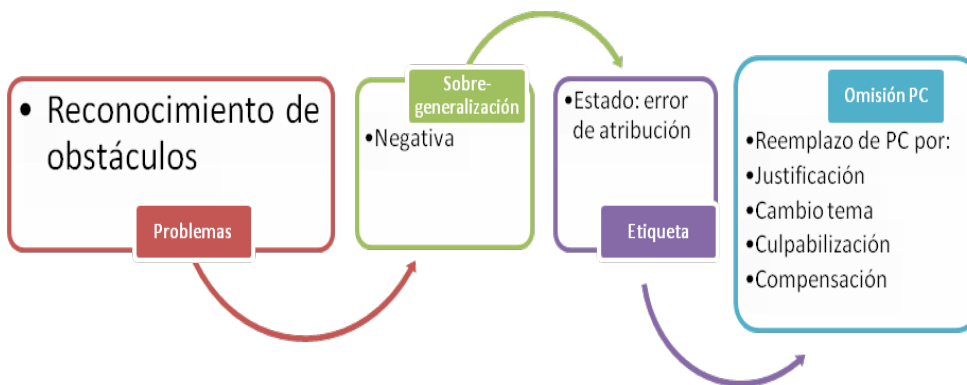 • Reconocimiento de
obstáculos
Problemas
Sobre-
generalización
•Negativa
•Estado: error
de atribución
Etiqueta
Omisión PC
•Reemplazo de PC por:
•Justificación
•Cambio tema
•Culpabilización
•Compensación